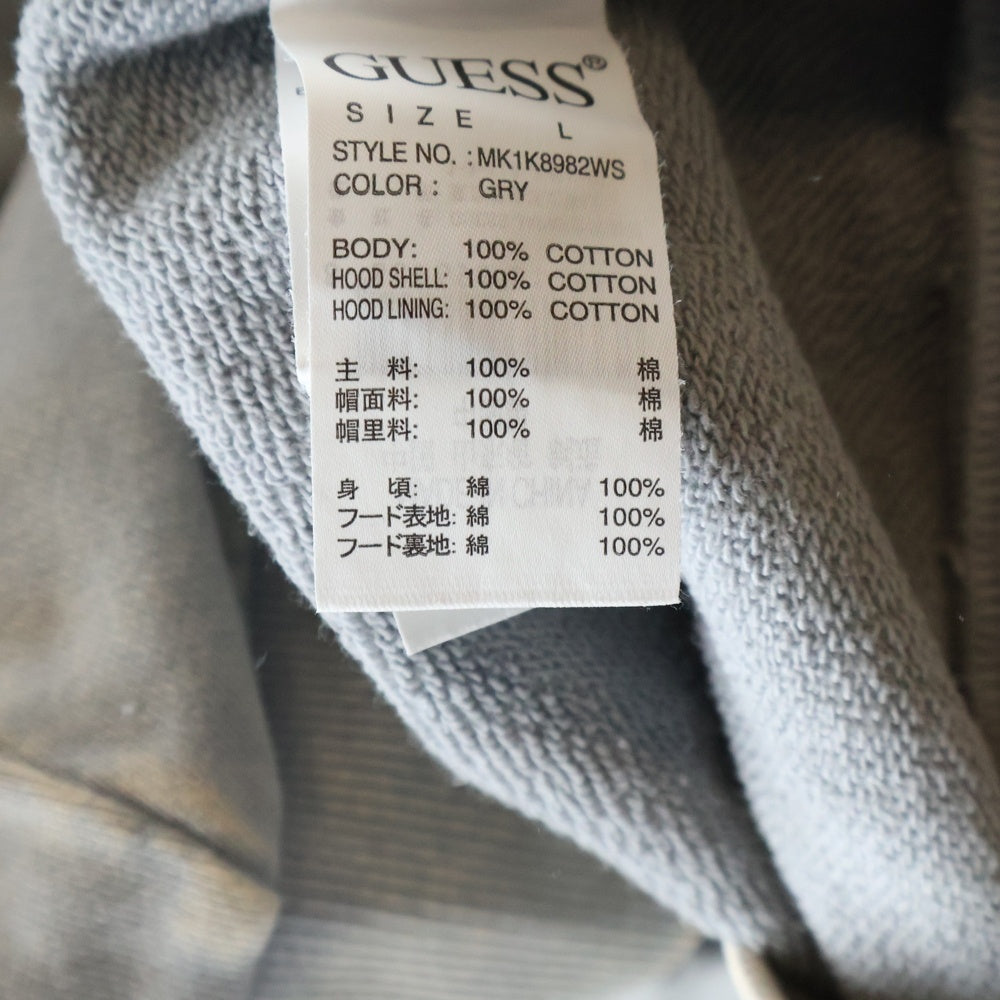 GUESS®
SIZE L
STYLE NO. : MK1K8982WS
COLOR : GRY
BODY: 100% COTTON
HOOD SHELL: 100% COTTON
HOOD LINING: 100% COTTON
主 料: 100% 棉
帽面料: 100% 棉
帽里料: 100% 棉
身 頃: 綿 100%
フード表地: 綿 100%
フード裏地: 綿 100%